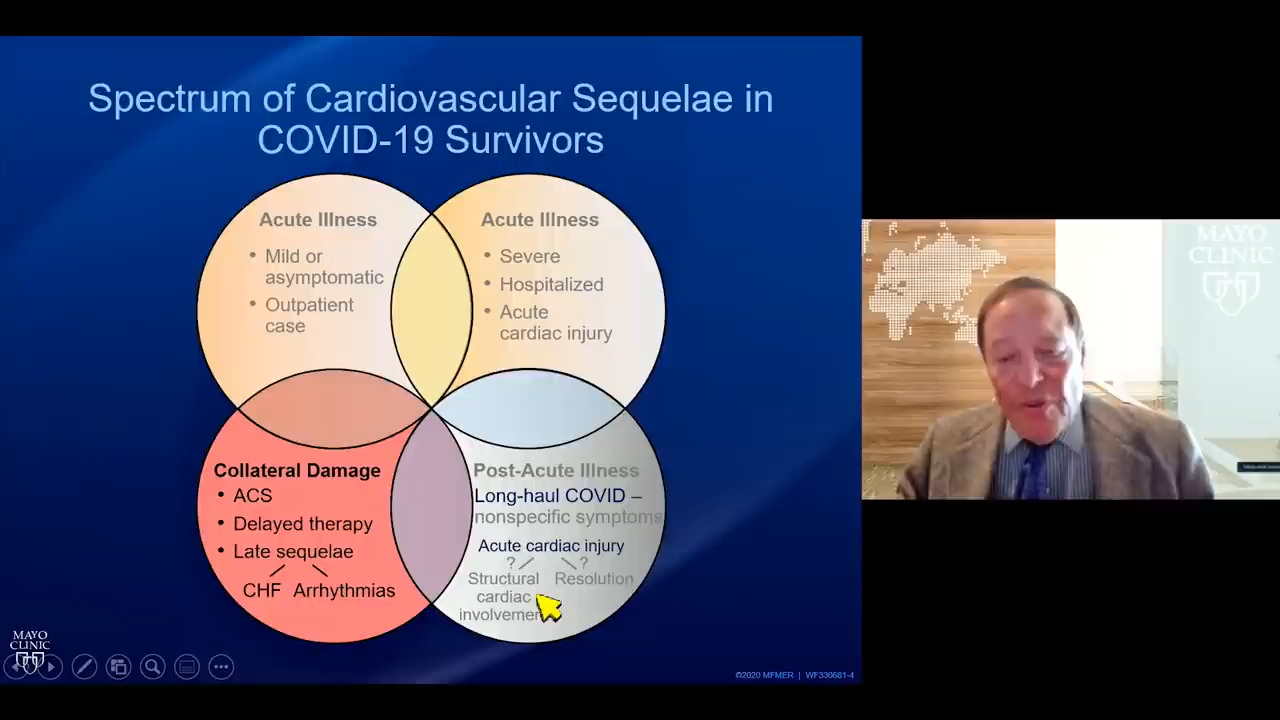 Spectrum of Cardiovascular Sequelae in
COVID-19 Survivors
Acute Illness
• Mild or
asymptomatic
• Outpatient
case
Acute Illness
• Severe
• Hospitalized
• Acute
cardiac injury
Collateral Damage
• ACS
• Delayed therapy
• Late sequelae
CHF Arrhythmias
Post-Acute Illness
Long-haul COVID –
nonspecific symptoms
Acute cardiac injury
? ?
Structural Resolution
cardiac
involvemen
MAYO
CLINIC
©2020 MFMER | WF330681-4
MAYO
CLINIC